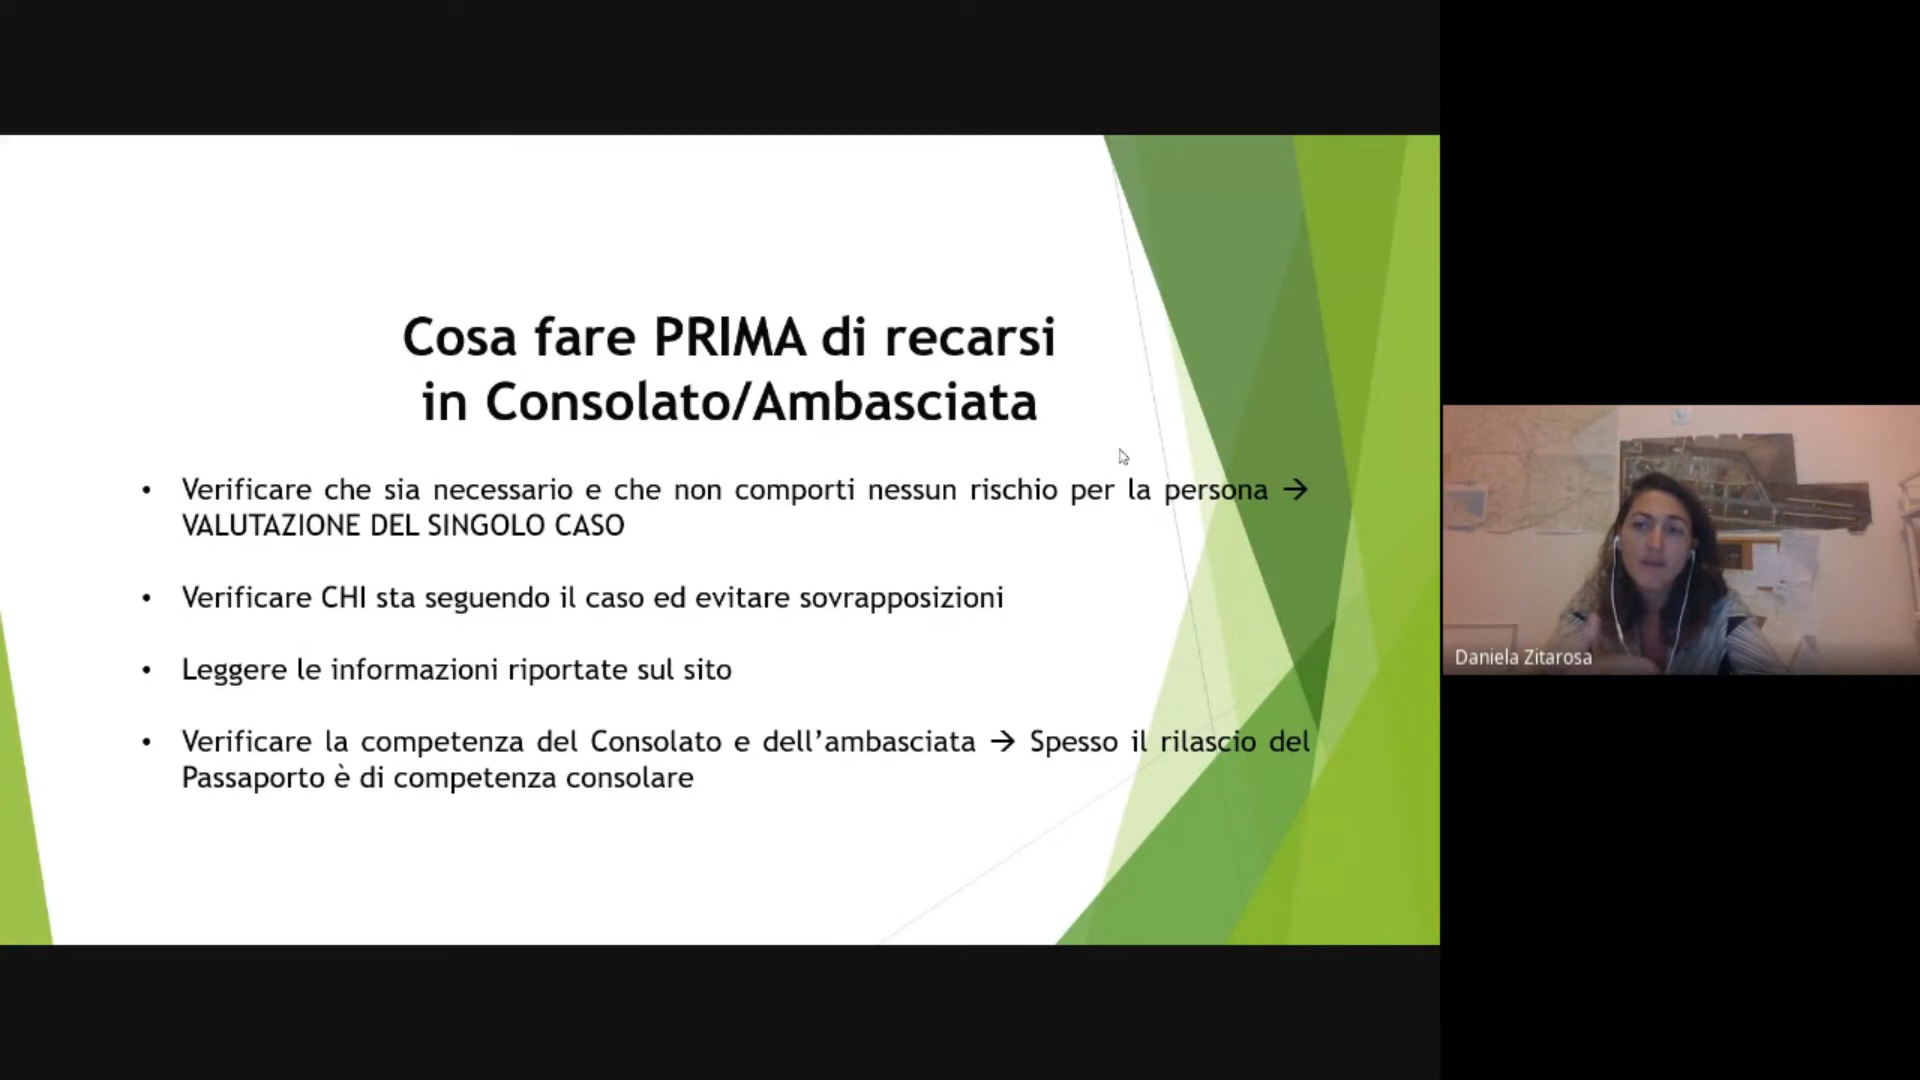 Cosa fare PRIMA di recarsi
in Consolato/Ambasciata
• Verificare che sia necessario e che non comporti nessun rischio per la persona →
VALUTAZIONE DEL SINGOLO CASO
• Verificare CHI sta seguendo il caso ed evitare sovrapposizioni
• Leggere le informazioni riportate sul sito
• Verificare la competenza del Consolato e dell’ambasciata → Spesso il rilascio del
Passaporto è di competenza consolare
Daniela Zitarosa